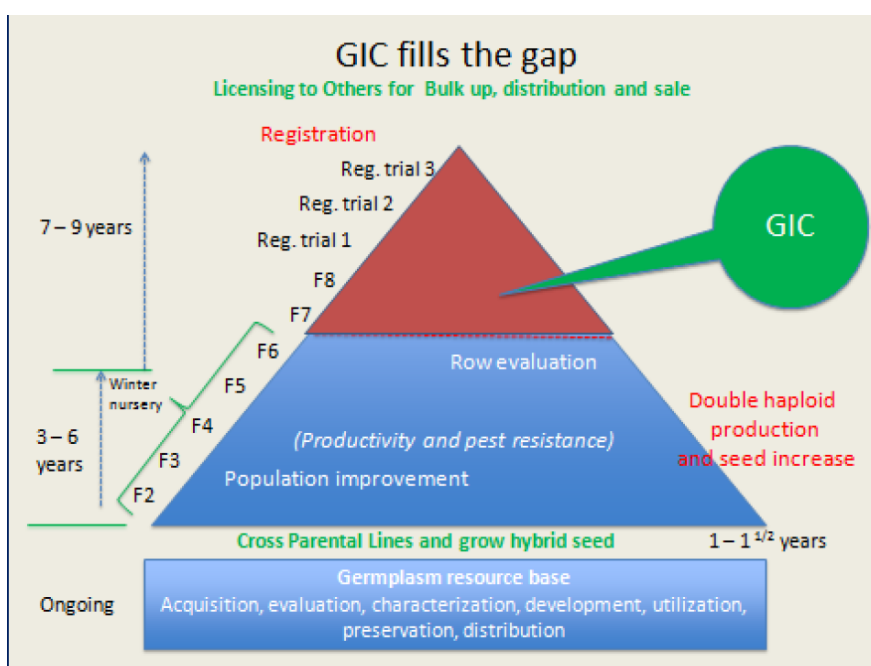 GIC fills the gap
Licensing to Others for Bulk up, distribution and sale
Registration
Reg. trial 3
Reg. trial 2
Reg. trial 1
F8
F7
F6
F5
F4
F3
F2
7 – 9 years
Winter
nursery
3 – 6
years
GIC
Row evaluation
(Productivity and pest resistance)
Population improvement
Double haploid
production
and seed increase
Cross Parental Lines and grow hybrid seed
1 – 1 1/2 years
Ongoing
Germplasm resource base
Acquisition, evaluation, characterization, development, utilization,
preservation, distribution